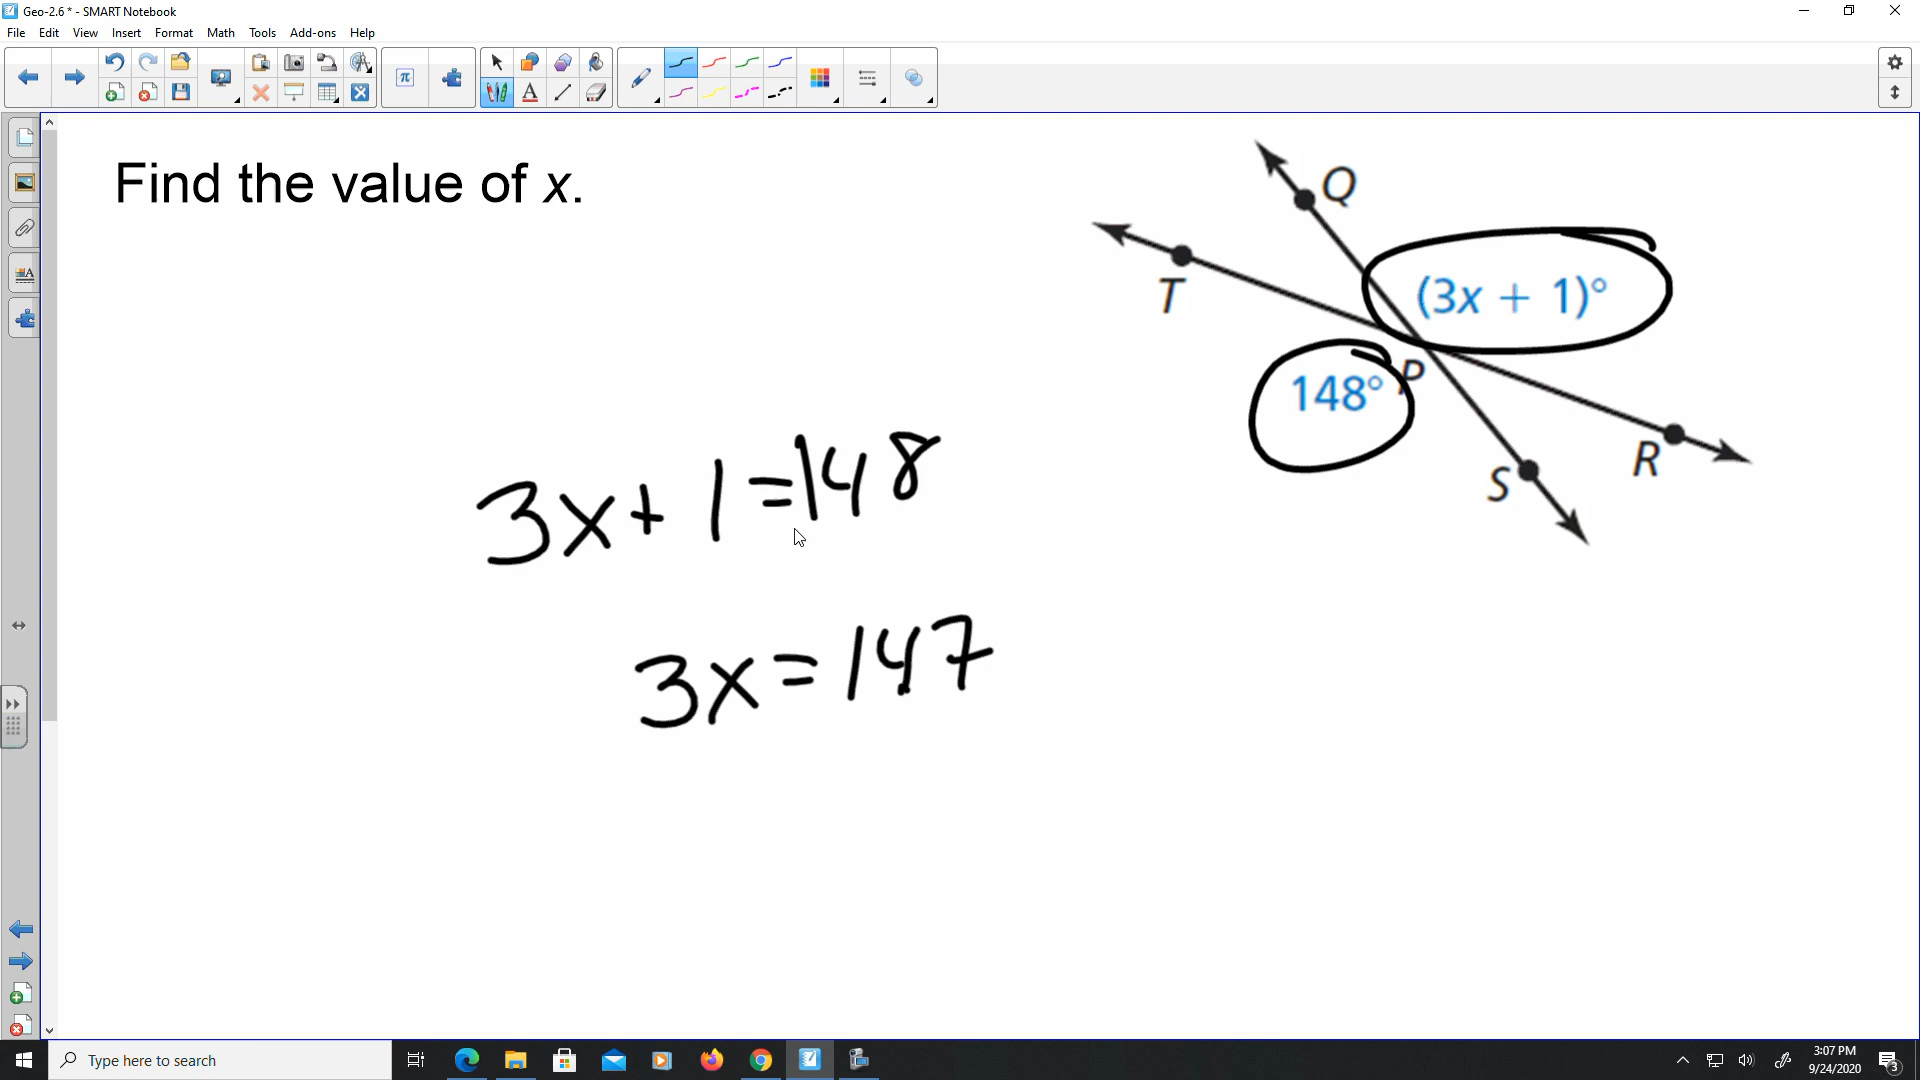 Geo-2.6 * - SMART Notebook
File Edit View Insert Format Math Tools Add-ons Help
π A
A
Find the value of x.
Q
T
(3x + 1)°
148°
P
R
S
3x + 1 = 148
3x = 147
Type here to search
3:07 PM
9/24/2020
3